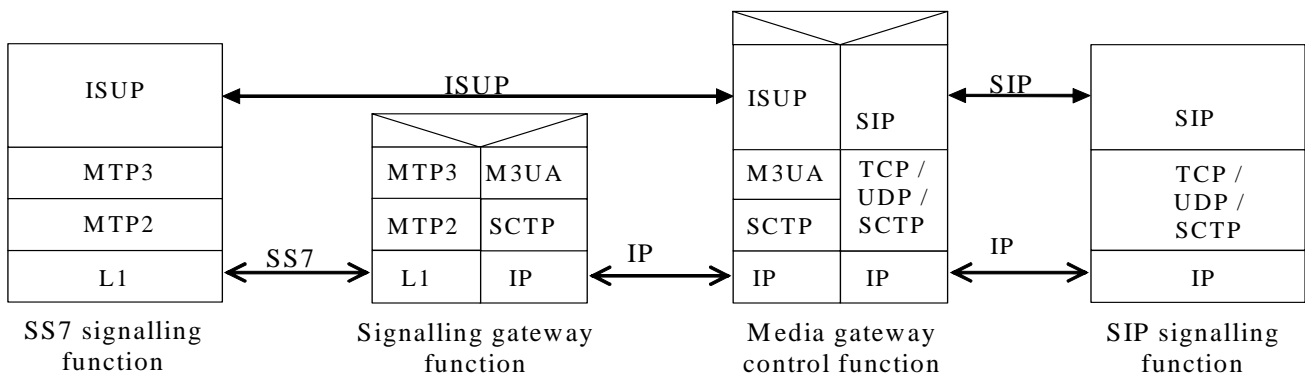 ISUP
MTP3
MTP2
L1
SS7 signalling
function
ISUP
SS7
MTP3
M3UA
MTP2
SCTP
L1
IP
Signalling gateway
function
IP
ISUP
SIP
M3UA
TCP /
UDP /
SCTP
SCTP
IP
IP
Media gateway
control function
SIP
IP
SIP
TCP /
UDP /
SCTP
IP
SIP signalling
function